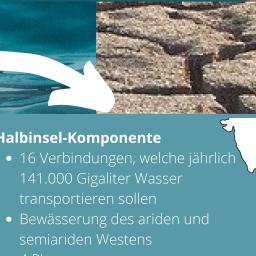 Halbinsel-Komponente
• 16 Verbindungen, welche jährlich
141.000 Gigaliter Wasser
transportieren sollen
• Bewässerung des ariden und
semiariden Westens